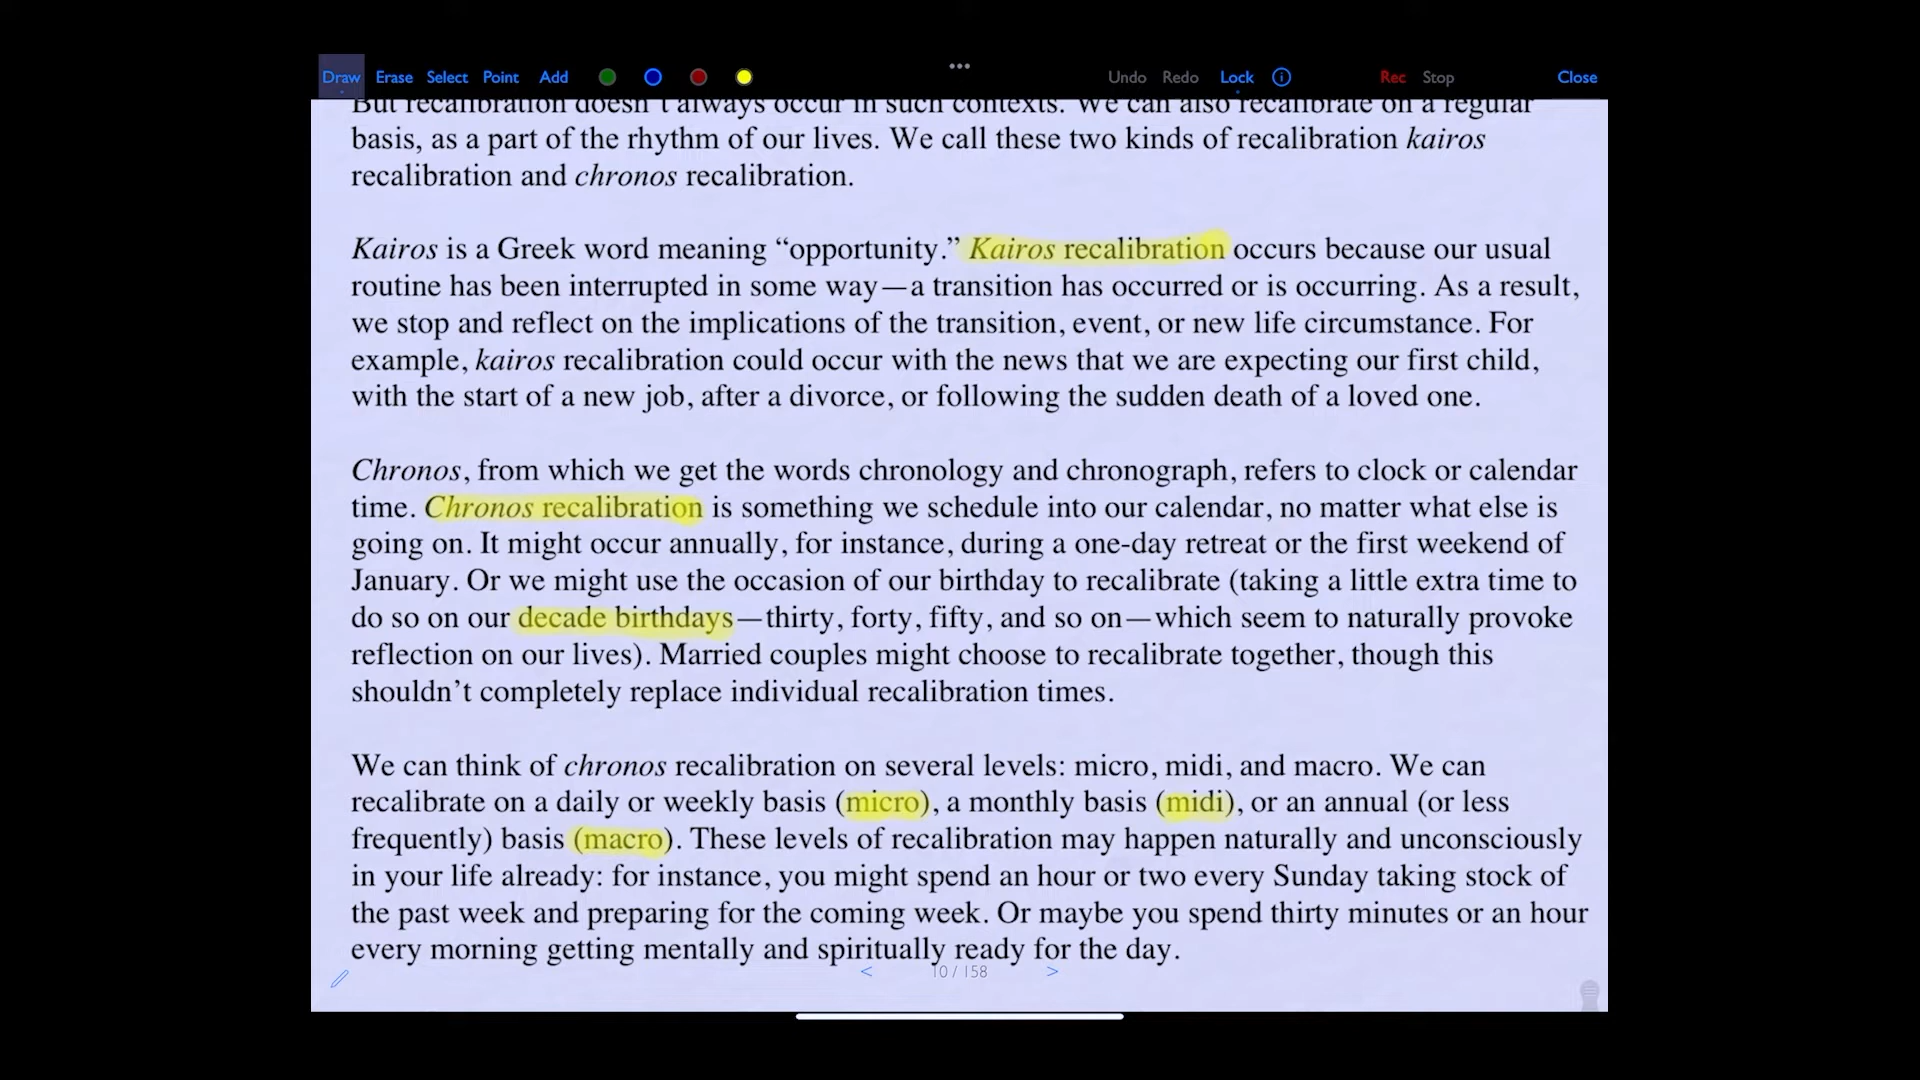 Draw Erase Select Point Add ••• Undo Redo Lock i Rec Stop Close
But recalibration doesn't always occur in such contexts. We can also recalibrate on a regular
basis, as a part of the rhythm of our lives. We call these two kinds of recalibration kairos
recalibration and chronos recalibration.
Kairos is a Greek word meaning “opportunity.” Kairos recalibration occurs because our usual
routine has been interrupted in some way—a transition has occurred or is occurring. As a result,
we stop and reflect on the implications of the transition, event, or new life circumstance. For
example, kairos recalibration could occur with the news that we are expecting our first child,
with the start of a new job, after a divorce, or following the sudden death of a loved one.
Chronos, from which we get the words chronology and chronograph, refers to clock or calendar
time. Chronos recalibration is something we schedule into our calendar, no matter what else is
going on. It might occur annually, for instance, during a one-day retreat or the first weekend of
January. Or we might use the occasion of our birthday to recalibrate (taking a little extra time to
do so on our decade birthdays—thirty, forty, fifty, and so on—which seem to naturally provoke
reflection on our lives). Married couples might choose to recalibrate together, though this
shouldn’t completely replace individual recalibration times.
We can think of chronos recalibration on several levels: micro, midi, and macro. We can
recalibrate on a daily or weekly basis (micro), a monthly basis (midi), or an annual (or less
frequently) basis (macro). These levels of recalibration may happen naturally and unconsciously
in your life already: for instance, you might spend an hour or two every Sunday taking stock of
the past week and preparing for the coming week. Or maybe you spend thirty minutes or an hour
every morning getting mentally and spiritually ready for the day.
< 10 / 158 >